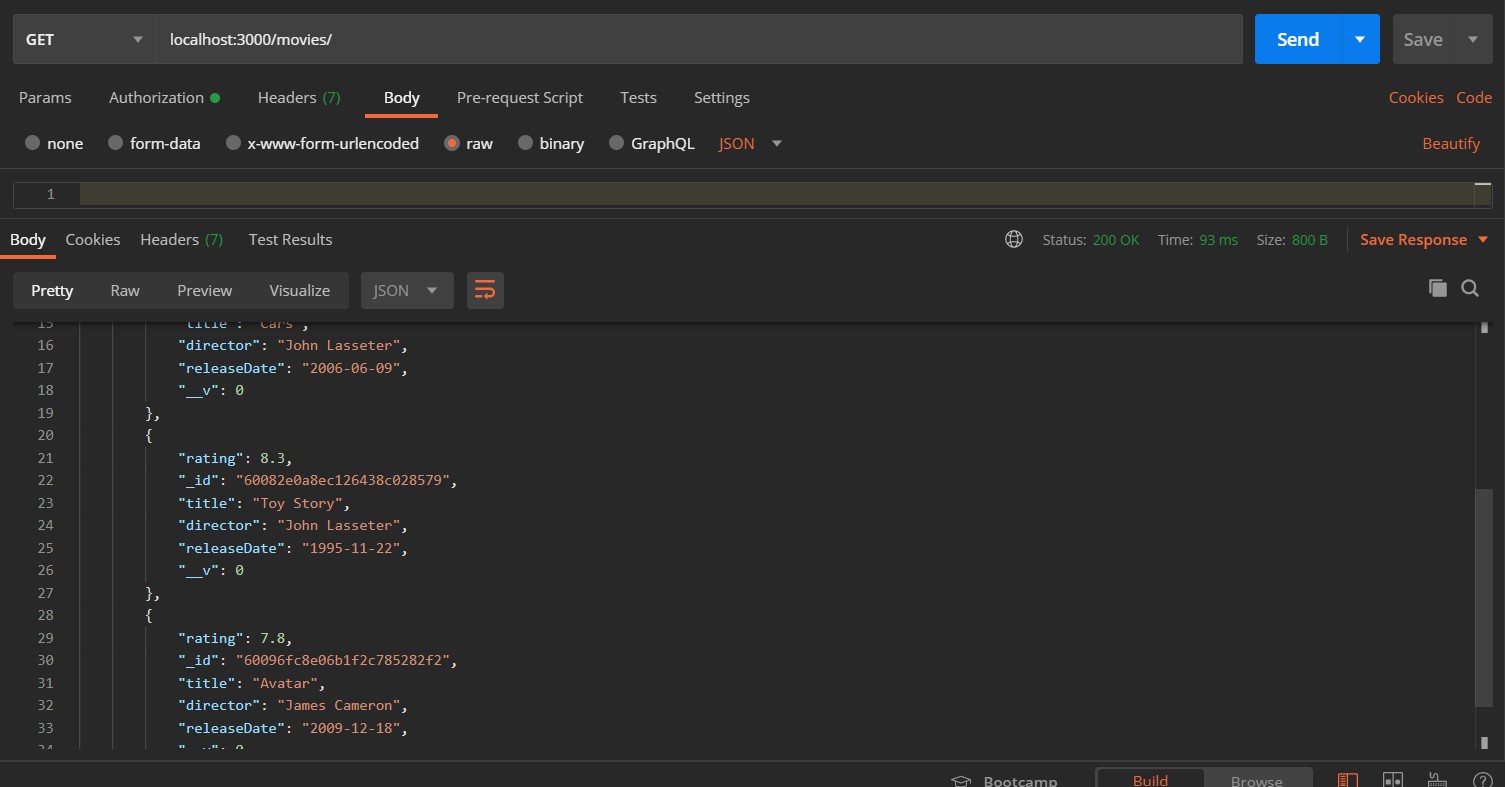 GET localhost:3000/movies/ Send Save
Params Authorization Headers (7) Body Pre-request Script Tests Settings Cookies Code
none form-data x-www-form-urlencoded raw binary GraphQL JSON Beautify
1
Body Cookies Headers (7) Test Results Status: 200 OK Time: 93 ms Size: 800 B Save Response
Pretty Raw Preview Visualize JSON
15 "title": "Cars",
16 "director": "John Lasseter",
17 "releaseDate": "2006-06-09",
18 "__v": 0
19 },
20 {
21 "rating": 8.3,
22 "_id": "60082e0a8ec126438c028579",
23 "title": "Toy Story",
24 "director": "John Lasseter",
25 "releaseDate": "1995-11-22",
26 "__v": 0
27 },
28 {
29 "rating": 7.8,
30 "_id": "60096fc8e06b1f2c785282f2",
31 "title": "Avatar",
32 "director": "James Cameron",
33 "releaseDate": "2009-12-18",
34 "__v": 0
Bootcamp Build Browse